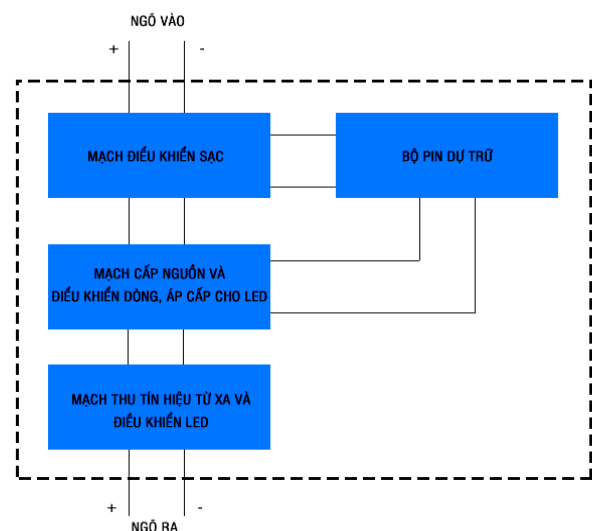 NGÕ VÀO
+ -
MẠCH ĐIỀU KHIỂN SẠC
BỘ PIN DỰ TRỮ
MẠCH CẤP NGUỒN VÀ
ĐIỀU KHIỂN DÒNG, ÁP CẤP CHO LED
MẠCH THU TÍN HIỆU TỪ XA VÀ
ĐIỀU KHIỂN LED
+ -
NGÕ RA